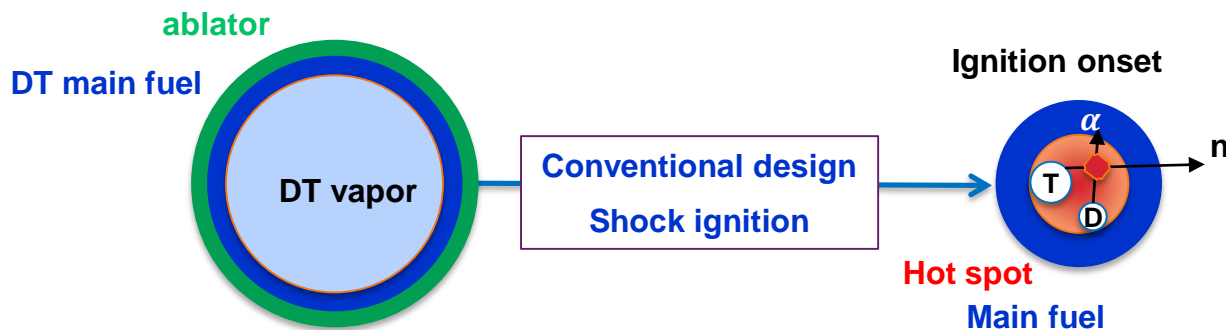 ablator
DT main fuel
DT vapor
Conventional design
Shock ignition
Ignition onset
α
n
T
D
Hot spot
Main fuel